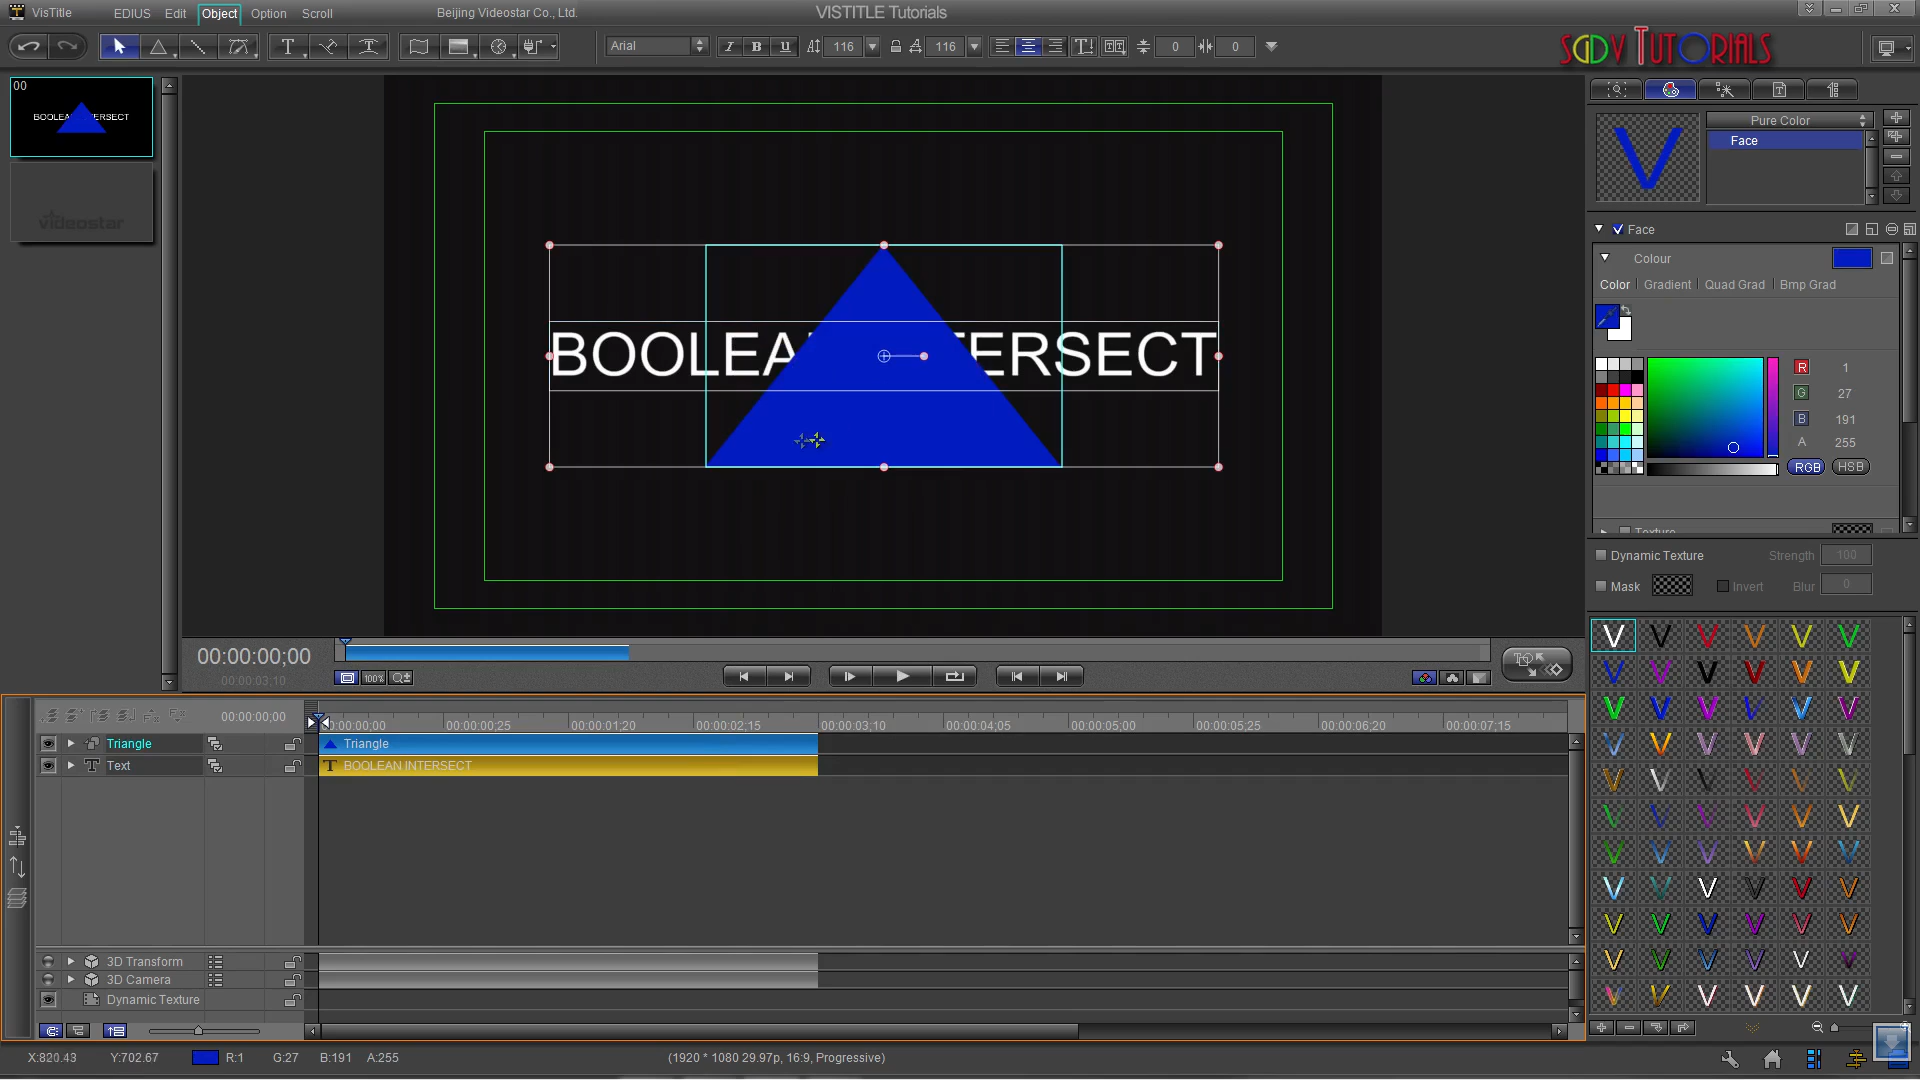 VisTitle EDIUS Edit Object Option Scroll Beijing Videostar Co., Ltd. VISTITLE Tutorials
Arial I B U 116 116 0 0
SGDV TUTORIALS
00
BOOLEA TERSECT
videostar
BOOLEA TERSECT
Pure Color
Face
Face
Colour
Color Gradient Quad Grad Bmp Grad
R 1
G 27
B 191
A 255
RGB HSB
Texture
Dynamic Texture Strength 100
Mask Invert Blur 0
00:00:00;00
00:00:03;10
100%
00:00:00;00
0:00:00;00 00:00:00;25 00:00:01;20 00:00:02;15 00:00:03;10 00:00:04;05 00:00:05;00 00:00:05;25 00:00:06;20 00:00:07;15
Triangle Triangle
Text BOOLEAN INTERSECT
3D Transform
3D Camera
Dynamic Texture
X:820.43 Y:702.67 R:1 G:27 B:191 A:255 (1920 * 1080 29.97p, 16:9, Progressive)